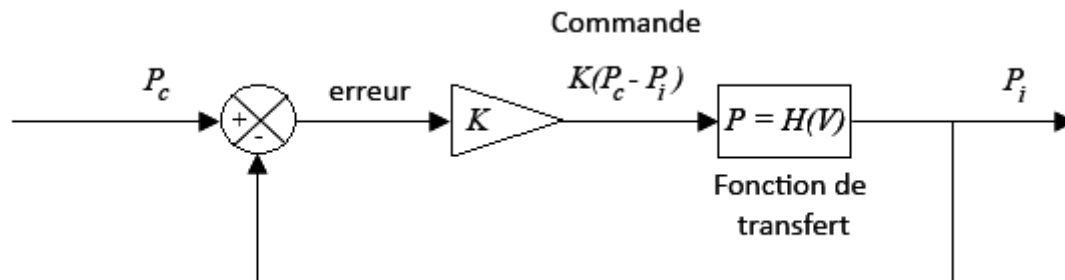 Commande
P_c
erreur
K(P_c - P_i)
P_i
+
-
K
P = H(V)
Fonction de
transfert